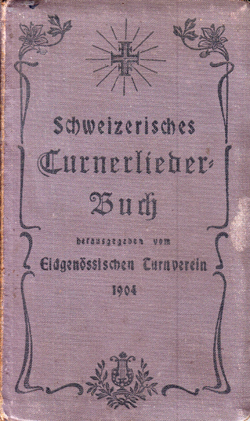 Schweizerisches
Turnerlieder-
Buch
herausgegeben vom
Eidgenössischen Turnverein
1904